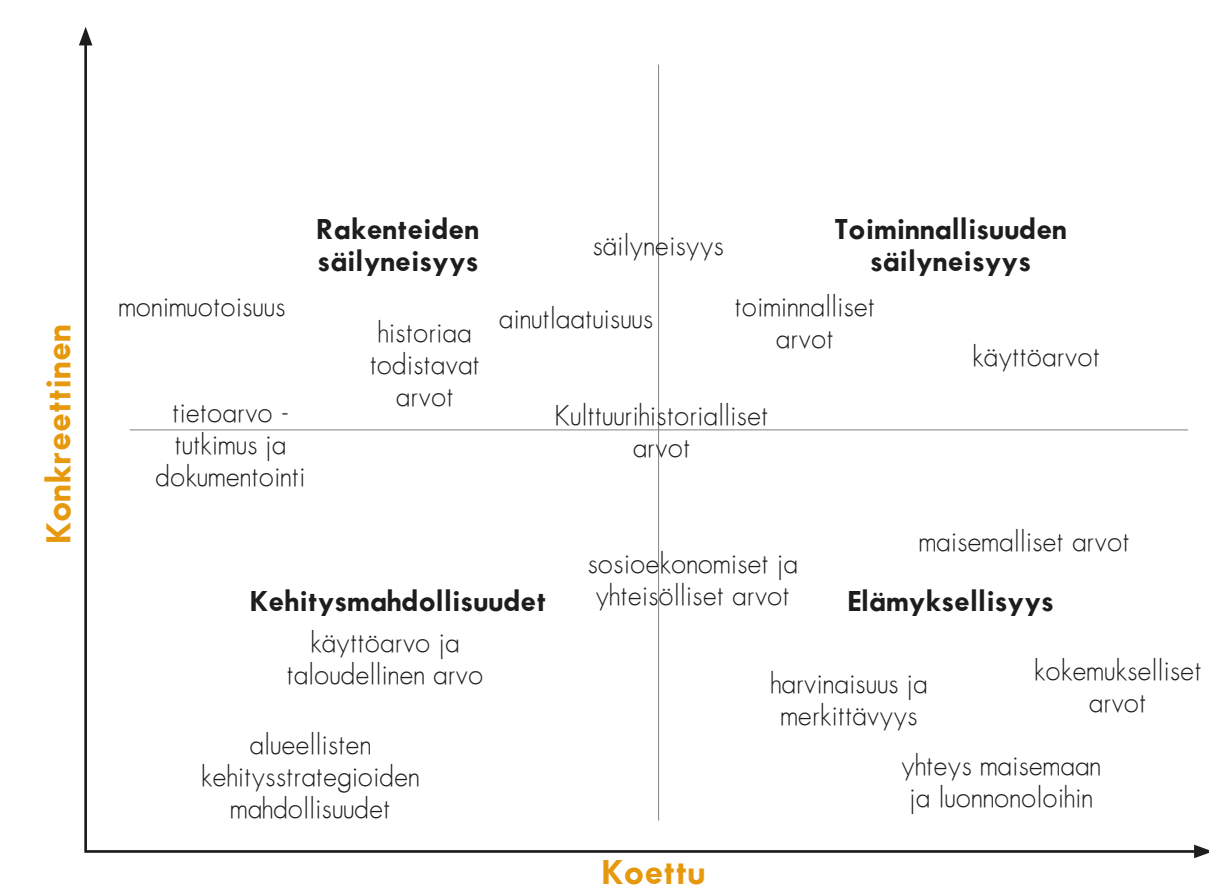 Konkreettinen
Rakenteiden
säilyneisyys
säilyneisyys
Toiminnallisuuden
säilyneisyys
monimuotoisuus
historiaa
todistavat
arvot
ainutlaatuisuus
toiminnalliset
arvot
käyttöarvot
tietoarvo -
tutkimus ja
dokumentointi
Kulttuurihistorialliset
arvot
maisemalliset arvot
sosioekonomiset ja
yhteisölliset arvot
Kehitysmahdollisuudet
Elämyksellisyys
käyttöarvo ja
taloudellinen arvo
harvinaisuus ja
merkittävyys
kokemukselliset
arvot
alueellisten
kehitysstrategioiden
mahdollisuudet
yhteys maisemaan
ja luonnonoloihin
Koettu